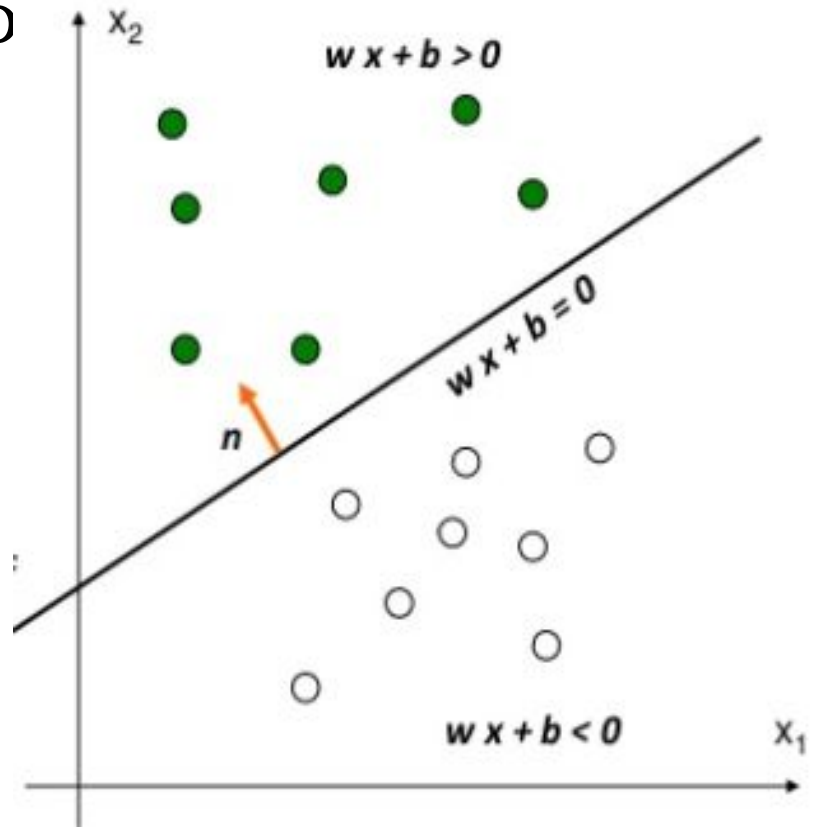 x₂
w x + b > 0
w x + b = 0
n
w x + b < 0
x₁